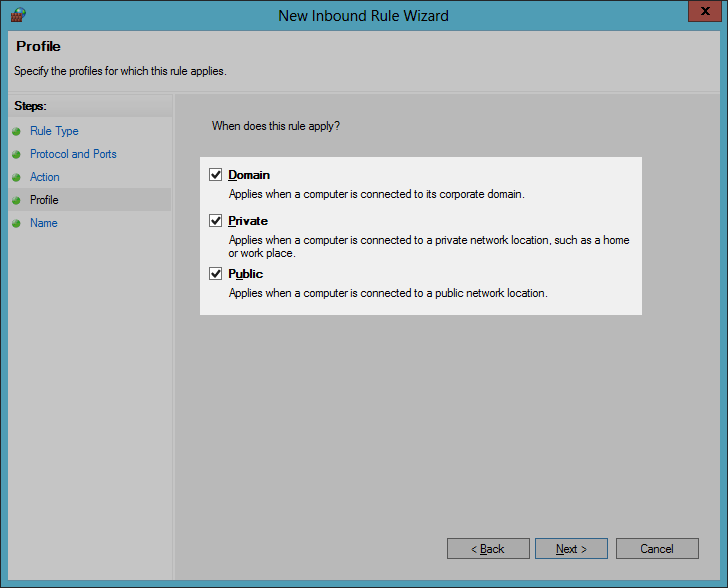 New Inbound Rule Wizard
x
Profile
Specify the profiles for which this rule applies.
Steps:
Rule Type
Protocol and Ports
Action
Profile
Name
When does this rule apply?
Domain
Applies when a computer is connected to its corporate domain.
Private
Applies when a computer is connected to a private network location, such as a home
or work place.
Public
Applies when a computer is connected to a public network location.
< Back
Next >
Cancel